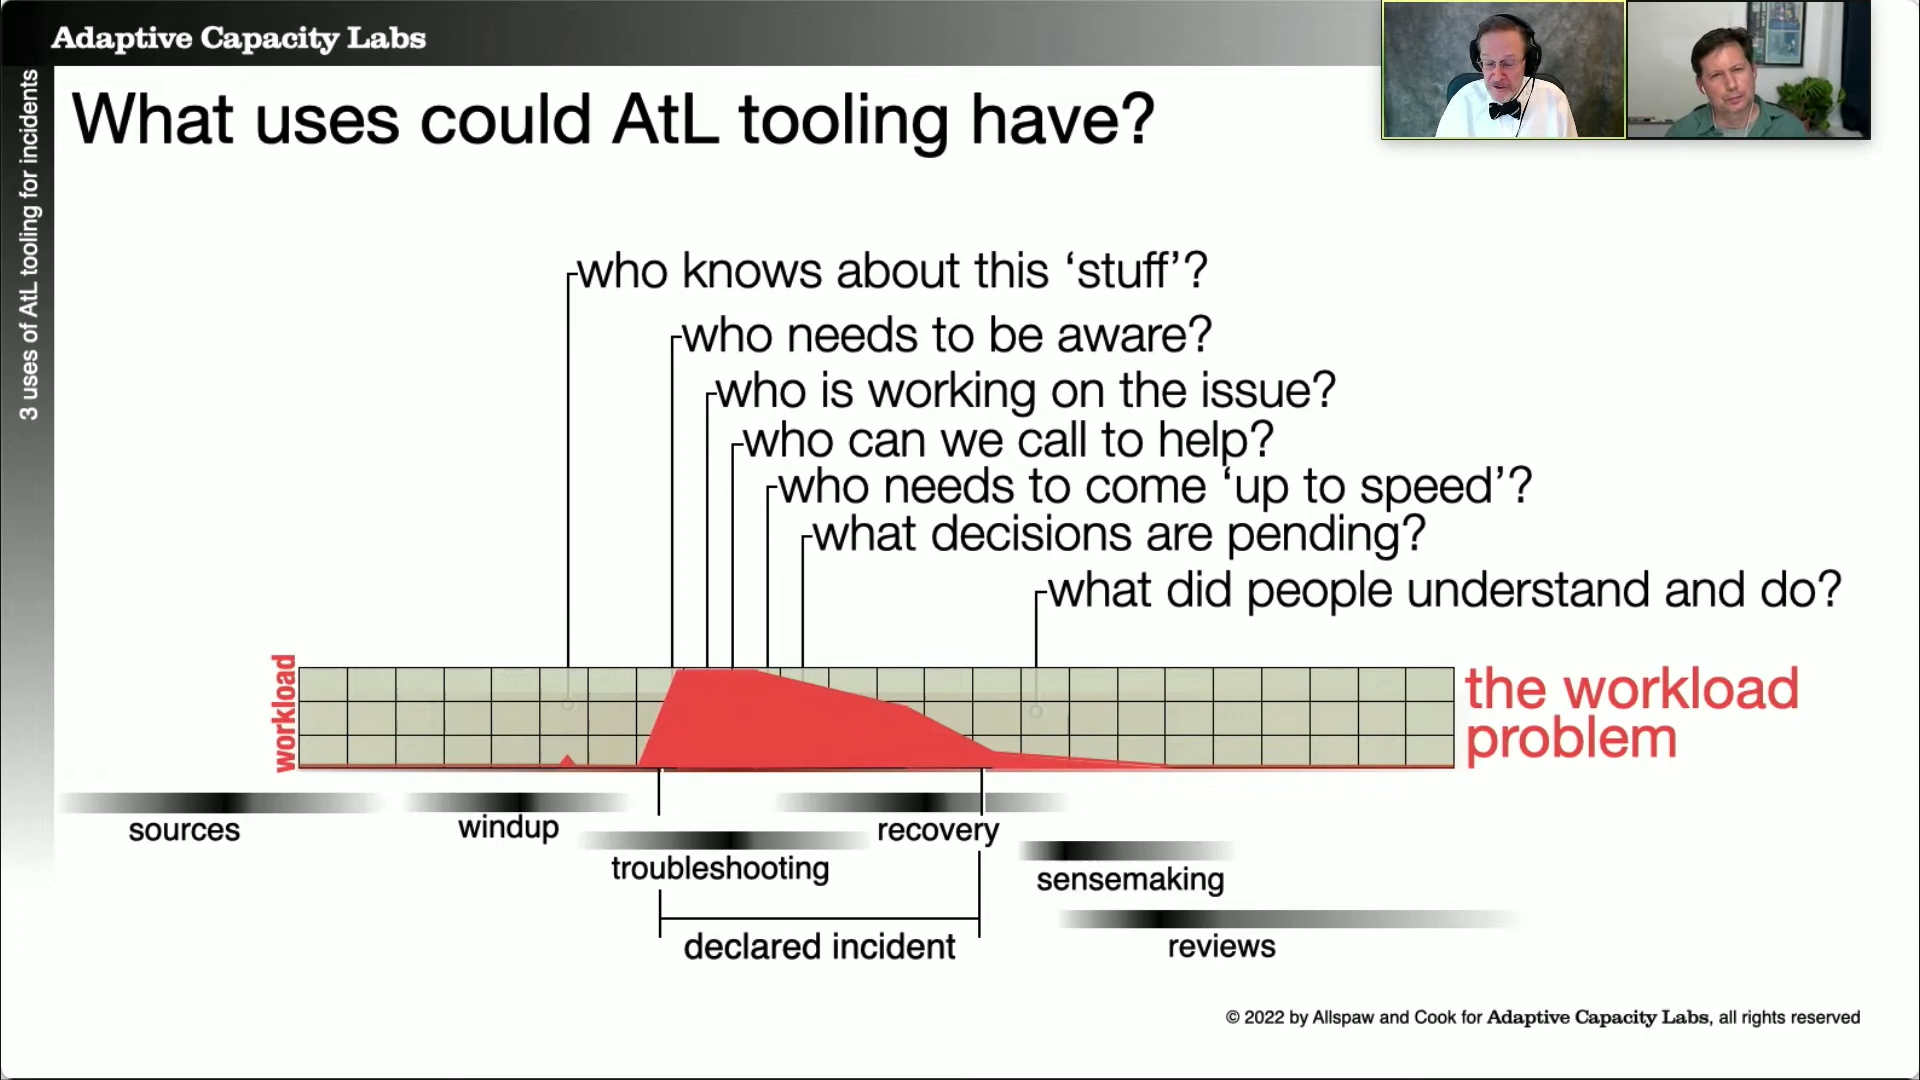 Adaptive Capacity Labs
3 uses of AtL tooling for incidents
What uses could AtL tooling have?
who knows about this ‘stuff’?
who needs to be aware?
who is working on the issue?
who can we call to help?
who needs to come ‘up to speed’?
what decisions are pending?
what did people understand and do?
workload
the workload
problem
sources
windup
recovery
troubleshooting
sensemaking
declared incident
reviews
© 2022 by Allspaw and Cook for Adaptive Capacity Labs, all rights reserved